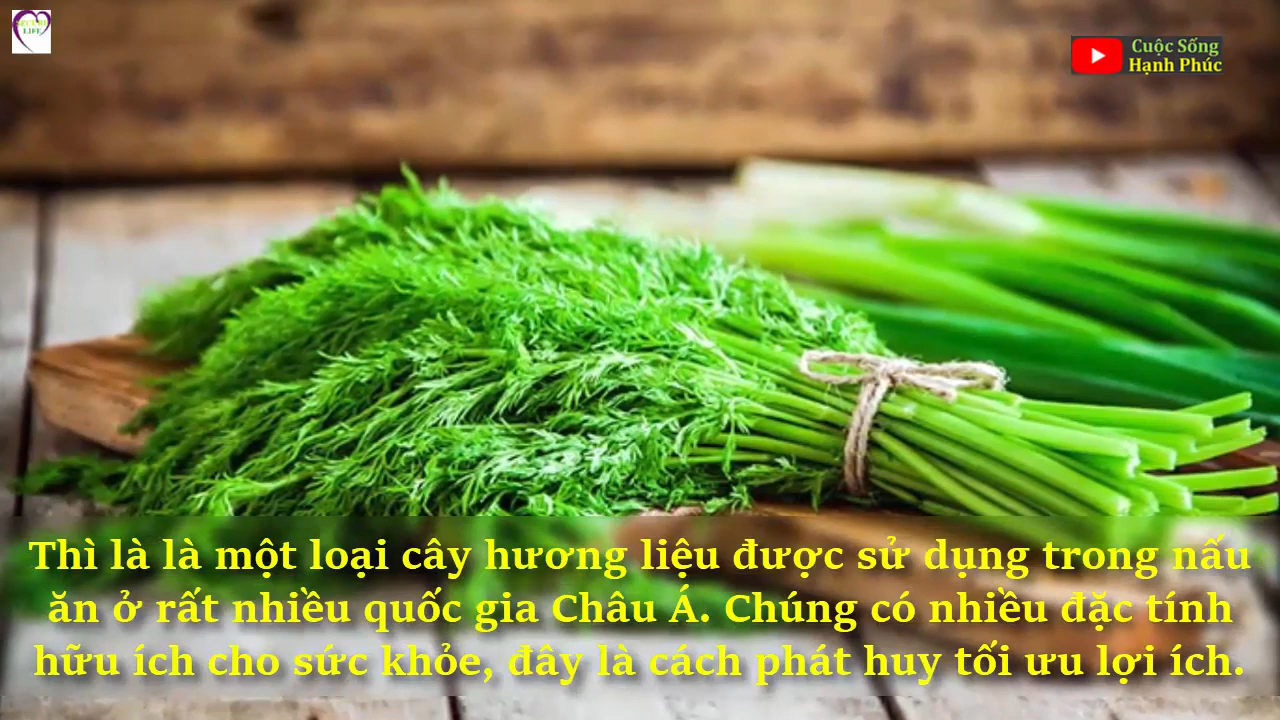 LIFE
Cuộc Sống
Hạnh Phúc
Thì là là một loại cây hương liệu được sử dụng trong nấu
ăn ở rất nhiều quốc gia Châu Á. Chúng có nhiều đặc tính
hữu ích cho sức khỏe, đây là cách phát huy tối ưu lợi ích.